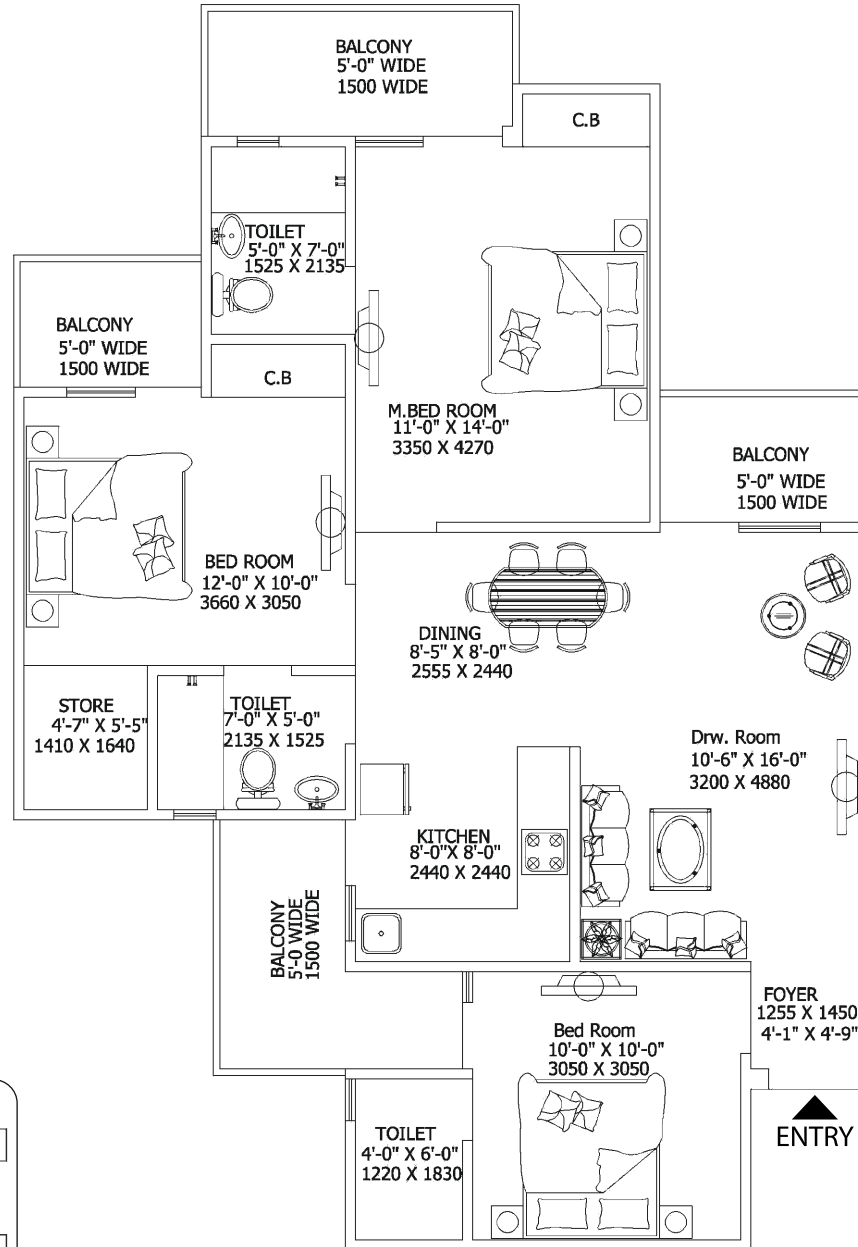 BALCONY
5'-0" WIDE
1500 WIDE
C.B
TOILET
5'-0" X 7'-0"
1525 X 2135
BALCONY
5'-0" WIDE
1500 WIDE
C.B
M.BED ROOM
11'-0" X 14'-0"
3350 X 4270
BALCONY
5'-0" WIDE
1500 WIDE
BED ROOM
12'-0" X 10'-0"
3660 X 3050
DINING
8'-5" X 8'-0"
2555 X 2440
STORE
4'-7" X 5'-5"
1410 X 1640
TOILET
7'-0" X 5'-0"
2135 X 1525
Drw. Room
10'-6" X 16'-0"
3200 X 4880
KITCHEN
8'-0"X 8'-0"
2440 X 2440
BALCONY
5'-0 WIDE
1500 WIDE
FOYER
1255 X 1450
4'-1" X 4'-9"
Bed Room
10'-0" X 10'-0"
3050 X 3050
TOILET
4'-0" X 6'-0"
1220 X 1830
ENTRY